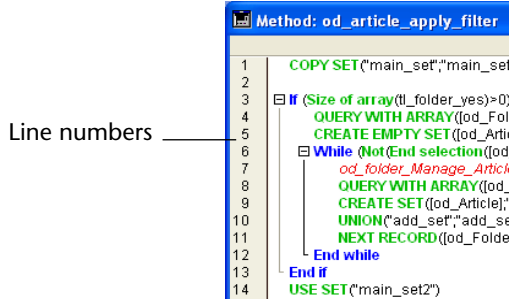 Method: od_article_apply_filter
Line numbers
1 COPY SET("main_set";"main_set
2
3 If (Size of array(tl_folder_yes)>0)
4 QUERY WITH ARRAY([od_Fol
5 CREATE EMPTY SET([od_Arti
6 While (Not(End selection([od
7 od_folder_Manage_Article
8 QUERY WITH ARRAY([od_
9 CREATE SET([od_Article];"
10 UNION("add_set";"add_se
11 NEXT RECORD([od_Folde
12 End while
13 End if
14 USE SET("main_set2")